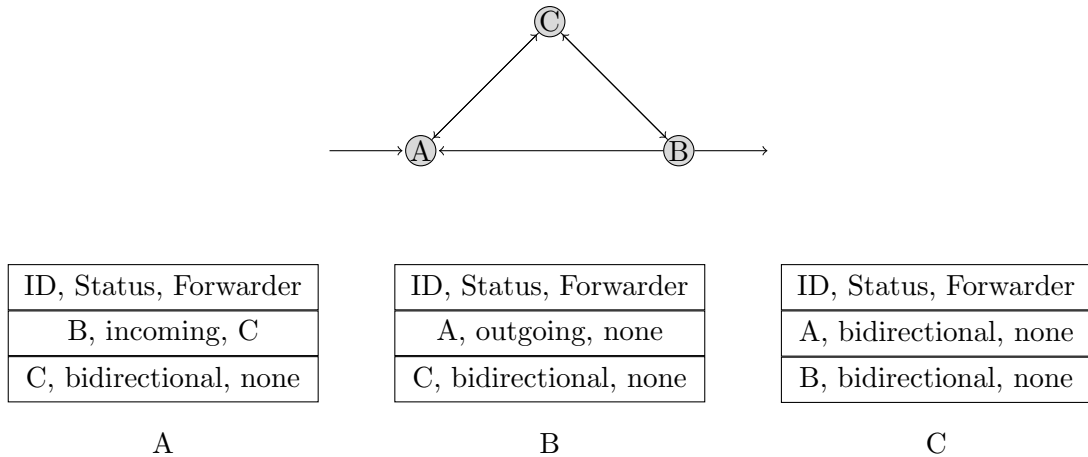 C
A
B
ID, Status, Forwarder
B, incoming, C
C, bidirectional, none
A
ID, Status, Forwarder
A, outgoing, none
C, bidirectional, none
B
ID, Status, Forwarder
A, bidirectional, none
B, bidirectional, none
C